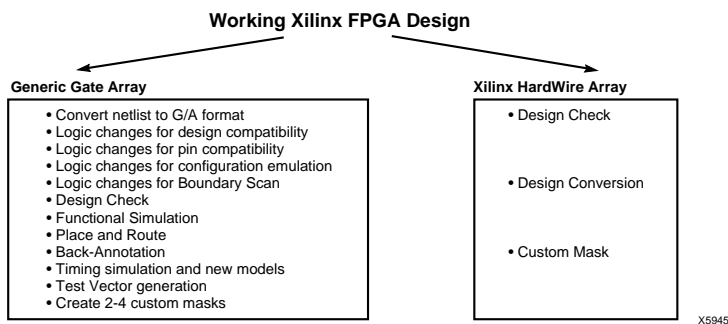 Working Xilinx FPGA Design
Generic Gate Array
• Convert netlist to G/A format
• Logic changes for design compatibility
• Logic changes for pin compatibility
• Logic changes for configuration emulation
• Logic changes for Boundary Scan
• Design Check
• Functional Simulation
• Place and Route
• Back-Annotation
• Timing simulation and new models
• Test Vector generation
• Create 2-4 custom masks
Xilinx HardWire Array
• Design Check
• Design Conversion
• Custom Mask
X5945